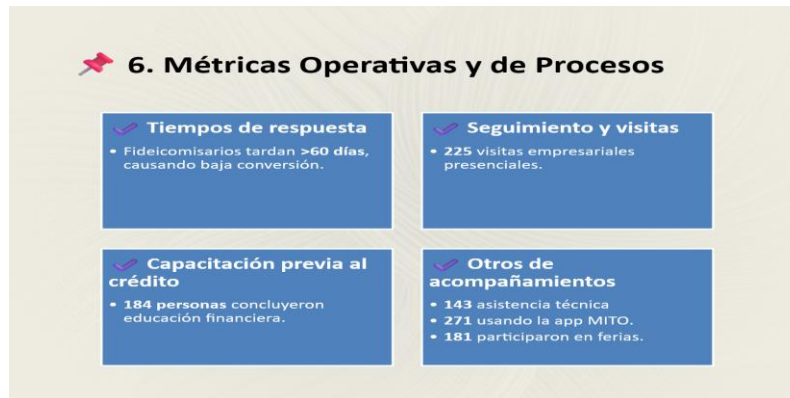 6. Métricas Operativas y de Procesos
Tiempos de respuesta
• Fideicomisarios tardan >60 días,
causando baja conversión.
Seguimiento y visitas
• 225 visitas empresariales
presenciales.
Capacitación previa al
crédito
• 184 personas concluyeron
educación financiera.
Otros de
acompañamientos
• 143 asistencia técnica
• 271 usando la app MITO.
• 181 participaron en ferias.